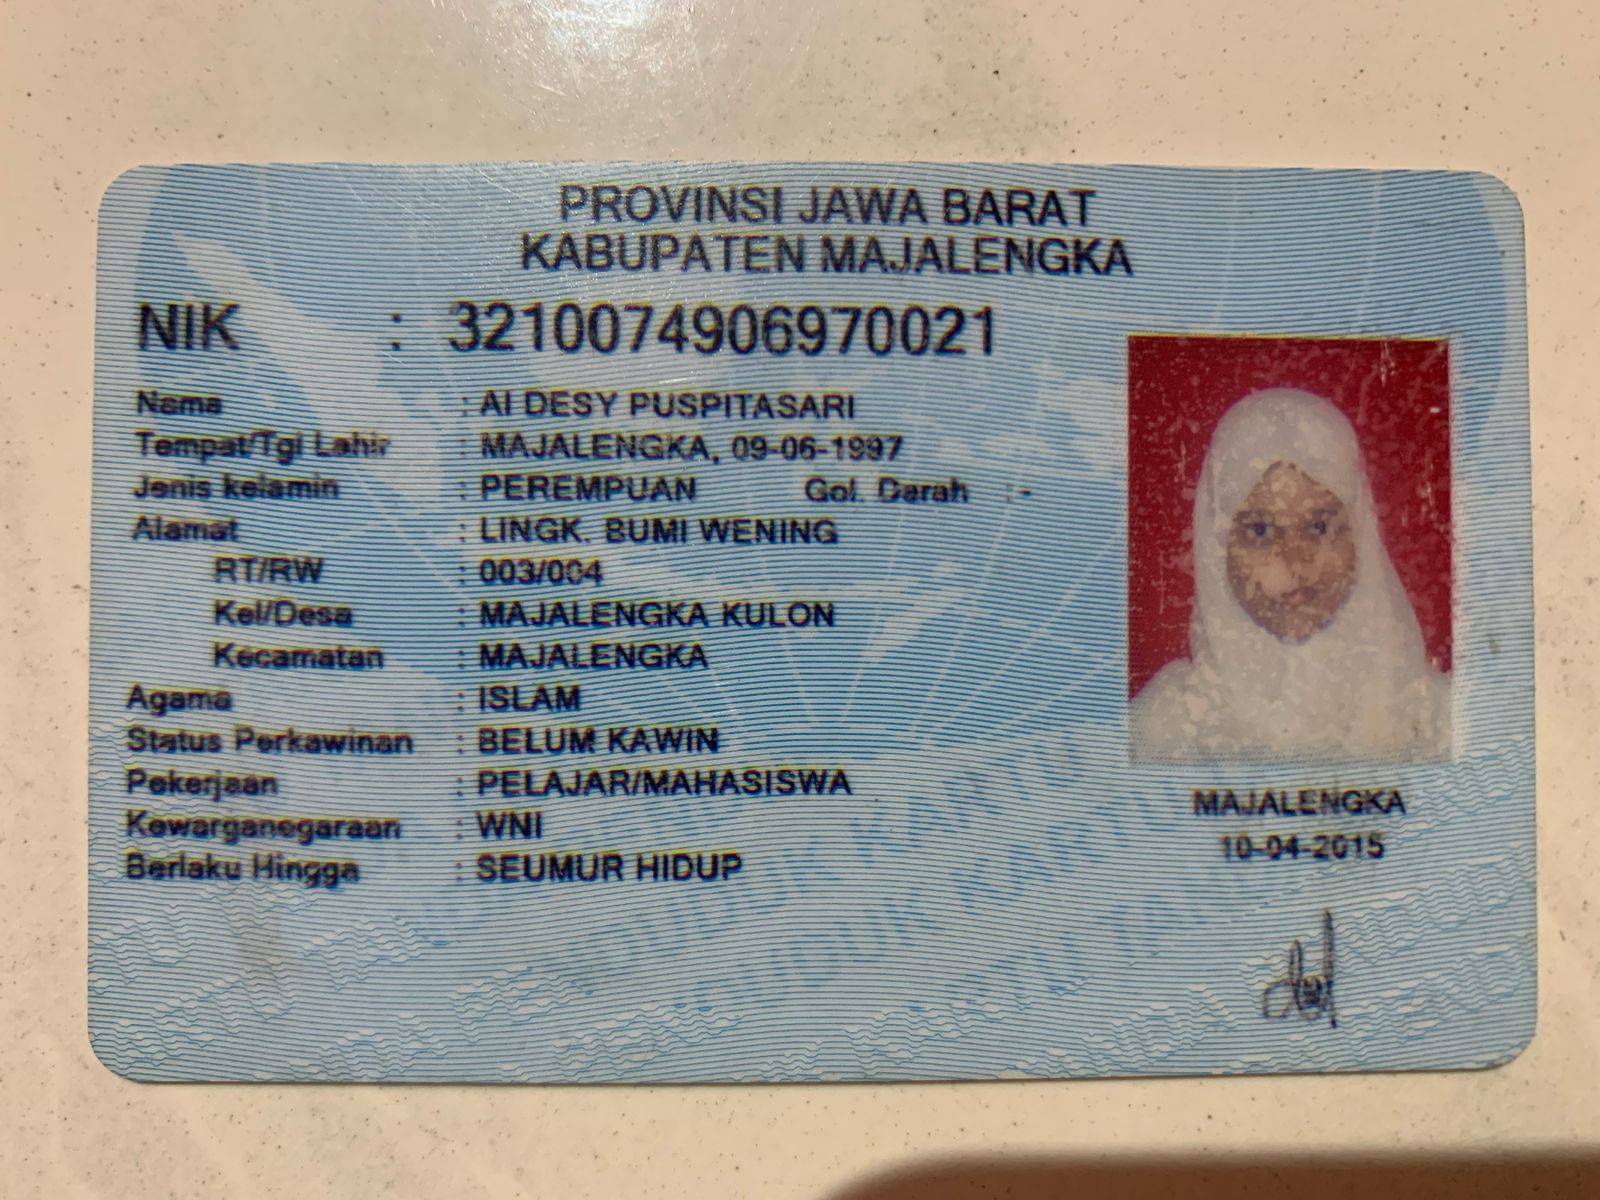 PROVINSI JAWA BARAT
KABUPATEN MAJALENGKA
NIK : 3210074906970021
Nama : AI DESY PUSPITASARI
Tempat/Tgl Lahir : MAJALENGKA, 09-06-1997
Jenis kelamin : PEREMPUAN Gol. Darah : -
Alamat : LINGK. BUMI WENING
RT/RW : 003/004
Kel/Desa : MAJALENGKA KULON
Kecamatan : MAJALENGKA
Agama : ISLAM
Status Perkawinan : BELUM KAWIN
Pekerjaan : PELAJAR/MAHASISWA
Kewarganegaraan : WNI
Berlaku Hingga : SEUMUR HIDUP
MAJALENGKA
10-04-2015